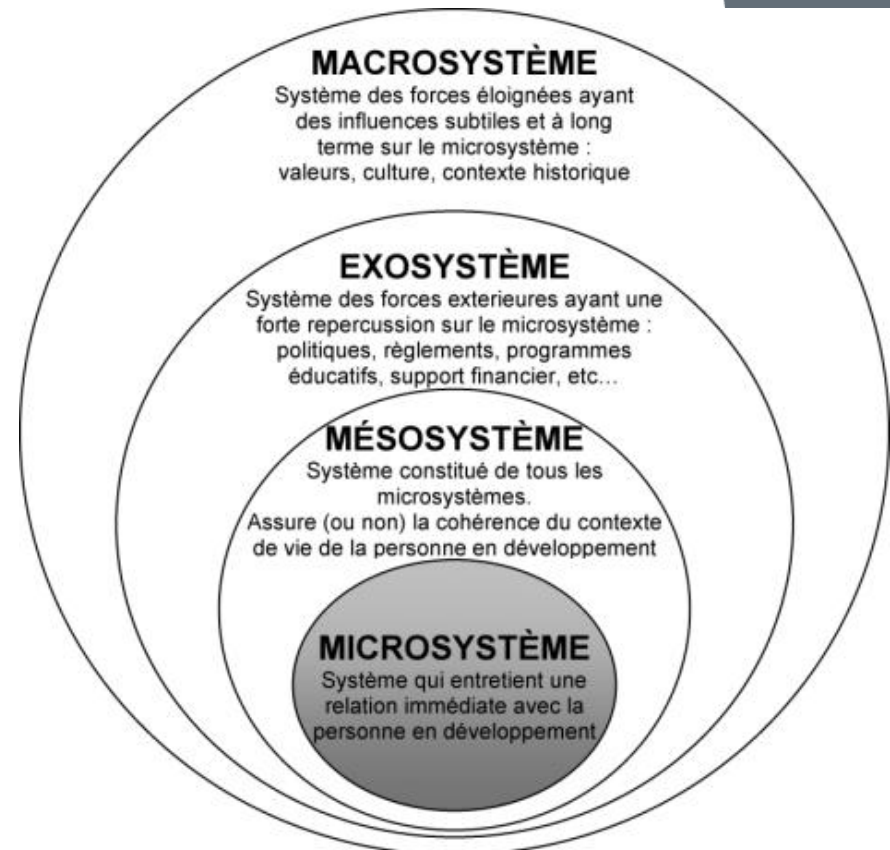 MACROSYSTÈME
Système des forces éloignées ayant
des influences subtiles et à long
terme sur le microsystème :
valeurs, culture, contexte historique
EXOSYSTÈME
Système des forces exterieures ayant une
forte repercussion sur le microsystème :
politiques, règlements, programmes
éducatifs, support financier, etc…
MÉSOSYSTÈME
Système constitué de tous les
microsystèmes.
Assure (ou non) la cohérence du contexte
de vie de la personne en développement
MICROSYSTÈME
Système qui entretient une
relation immédiate avec la
personne en développement